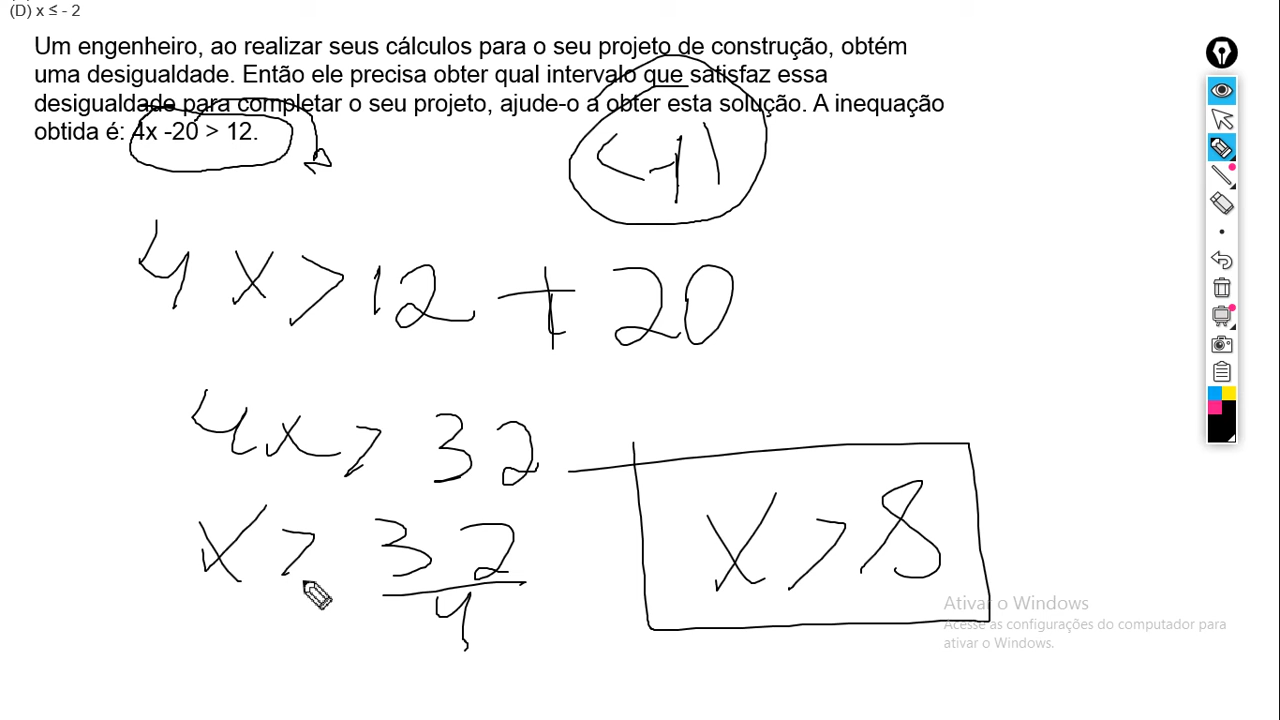 (D) x ≤ - 2
Um engenheiro, ao realizar seus cálculos para o seu projeto de construção, obtém
uma desigualdade. Então ele precisa obter qual intervalo que satisfaz essa
desigualdade para completar o seu projeto, ajude-o a obter esta solução. A inequação
obtida é: 4x -20 > 12.
(-1)
4x > 12 + 20
4x > 32
x > 32
4
x > 8
Ativar o Windows
Acesse as configurações do computador para
ativar o Windows.